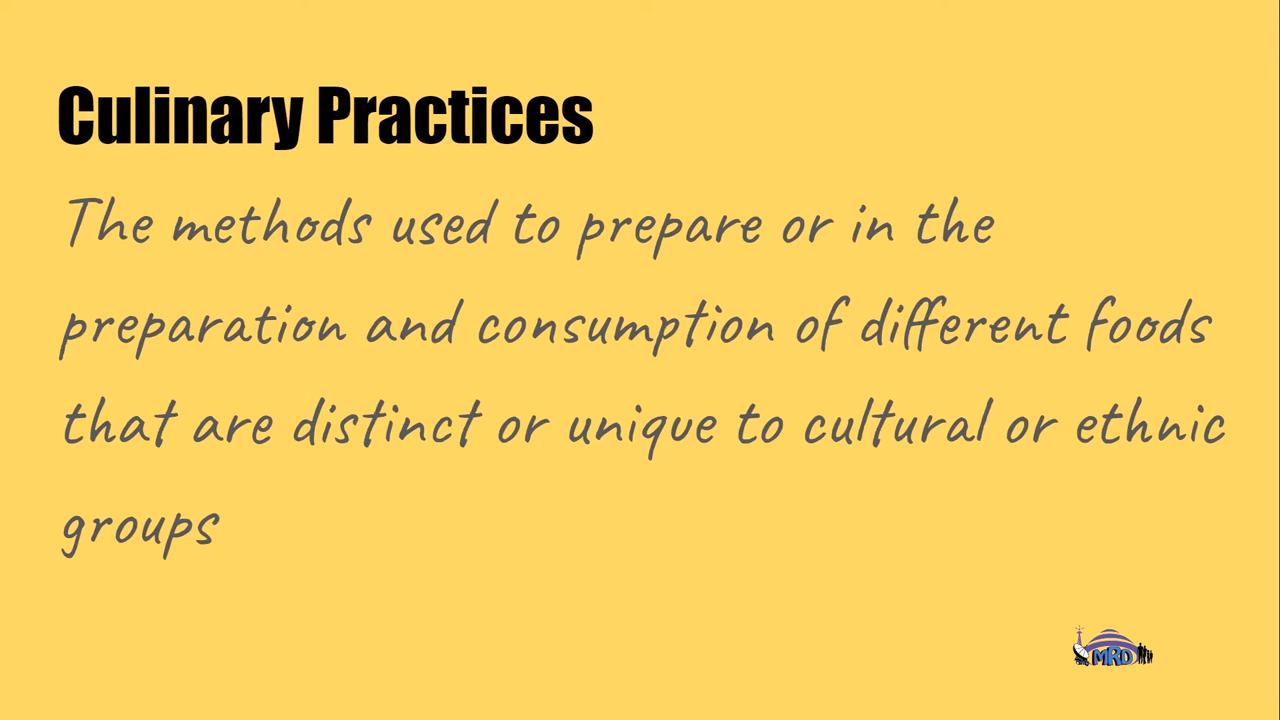 Culinary Practices
The methods used to prepare or in the
preparation and consumption of different foods
that are distinct or unique to cultural or ethnic
groups
MRD